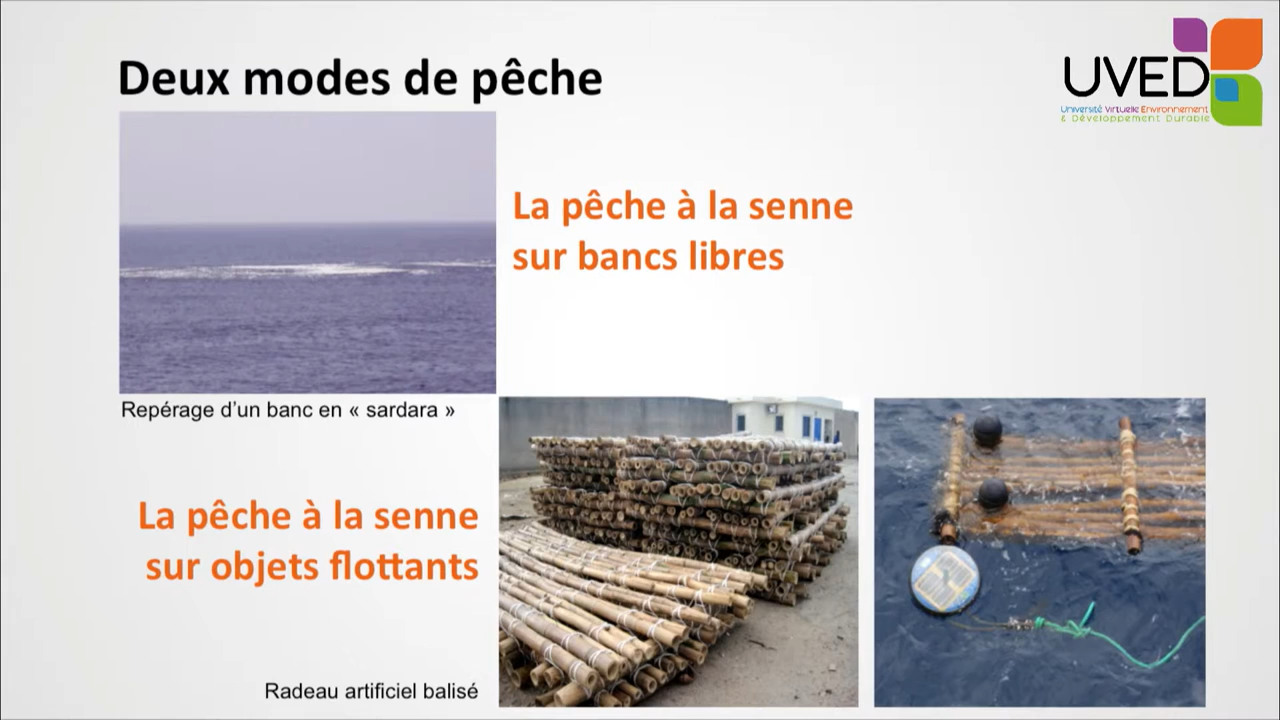 Deux modes de pêche
UVED
Université Virtuelle Environnement
& Développement Durable
La pêche à la senne
sur bancs libres
Repérage d'un banc en « sardara »
La pêche à la senne
sur objets flottants
Radeau artificiel balisé